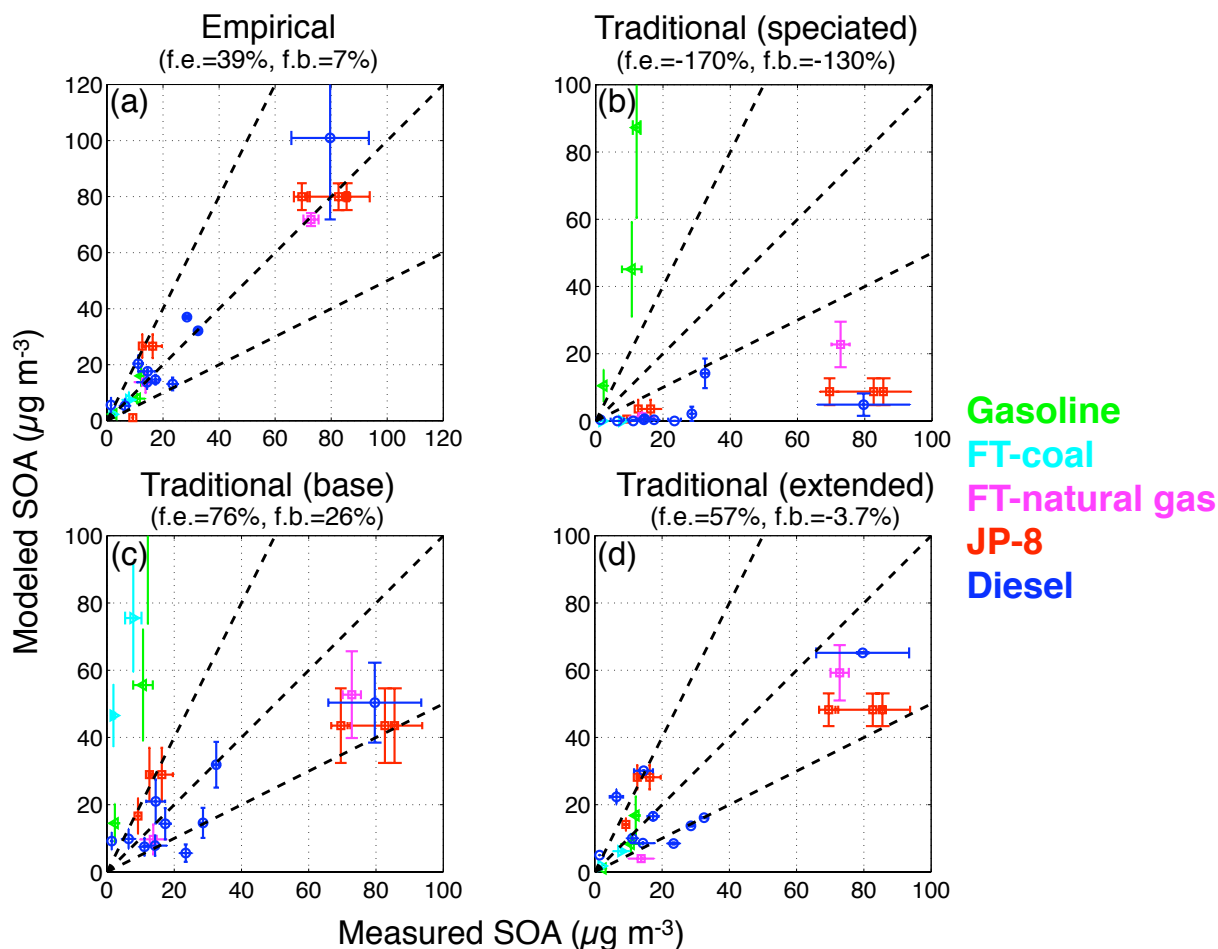 Empirical
(f.e.=39%, f.b.=7%)
Traditional (speciated)
(f.e.=-170%, f.b.=-130%)
(a)
120
100
80
60
40
20
0
0 20 40 60 80 100 120
(b)
100
80
60
40
20
0
0 20 40 60 80 100
Traditional (base)
(f.e.=76%, f.b.=26%)
Traditional (extended)
(f.e.=57%, f.b.=-3.7%)
(c)
100
80
60
40
20
0
0 20 40 60 80 100
(d)
100
80
60
40
20
0
0 20 40 60 80 100
Modeled SOA (µg m-3)
Measured SOA (µg m-3)
Gasoline
FT-coal
FT-natural gas
JP-8
Diesel